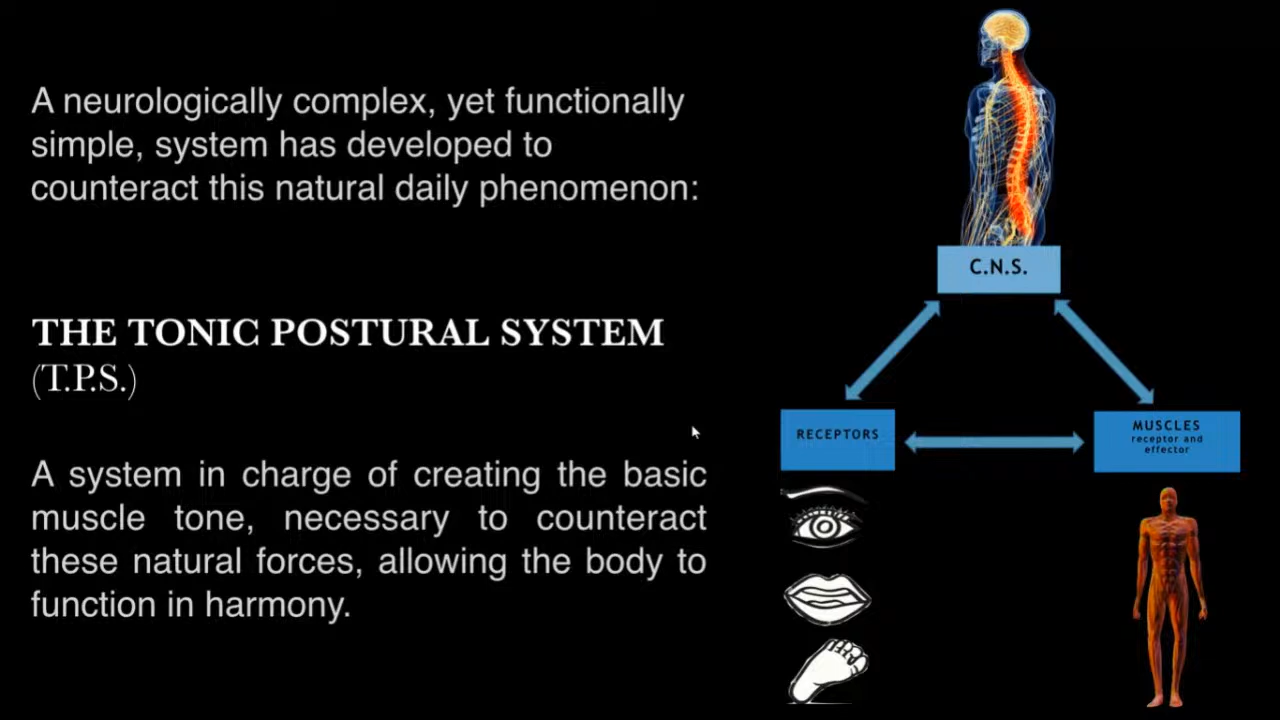 A neurologically complex, yet functionally
simple, system has developed to
counteract this natural daily phenomenon:
THE TONIC POSTURAL SYSTEM
(T.P.S.)
A system in charge of creating the basic
muscle tone, necessary to counteract
these natural forces, allowing the body to
function in harmony.
C.N.S.
RECEPTORS
MUSCLES
receptor and
effector